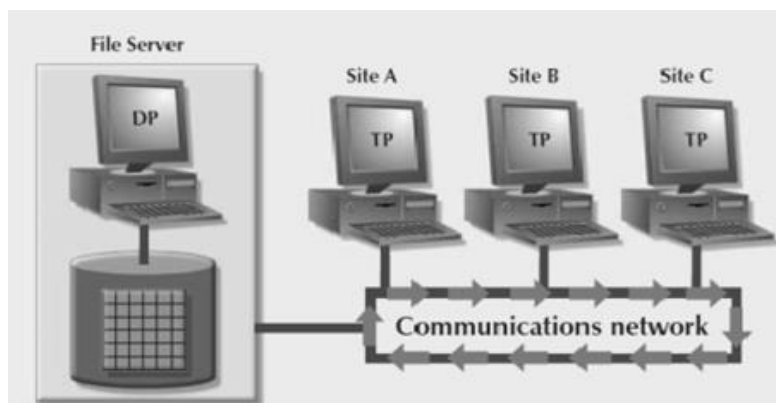 File Server
Site A
Site B
Site C
DP
TP
TP
TP
Communications network